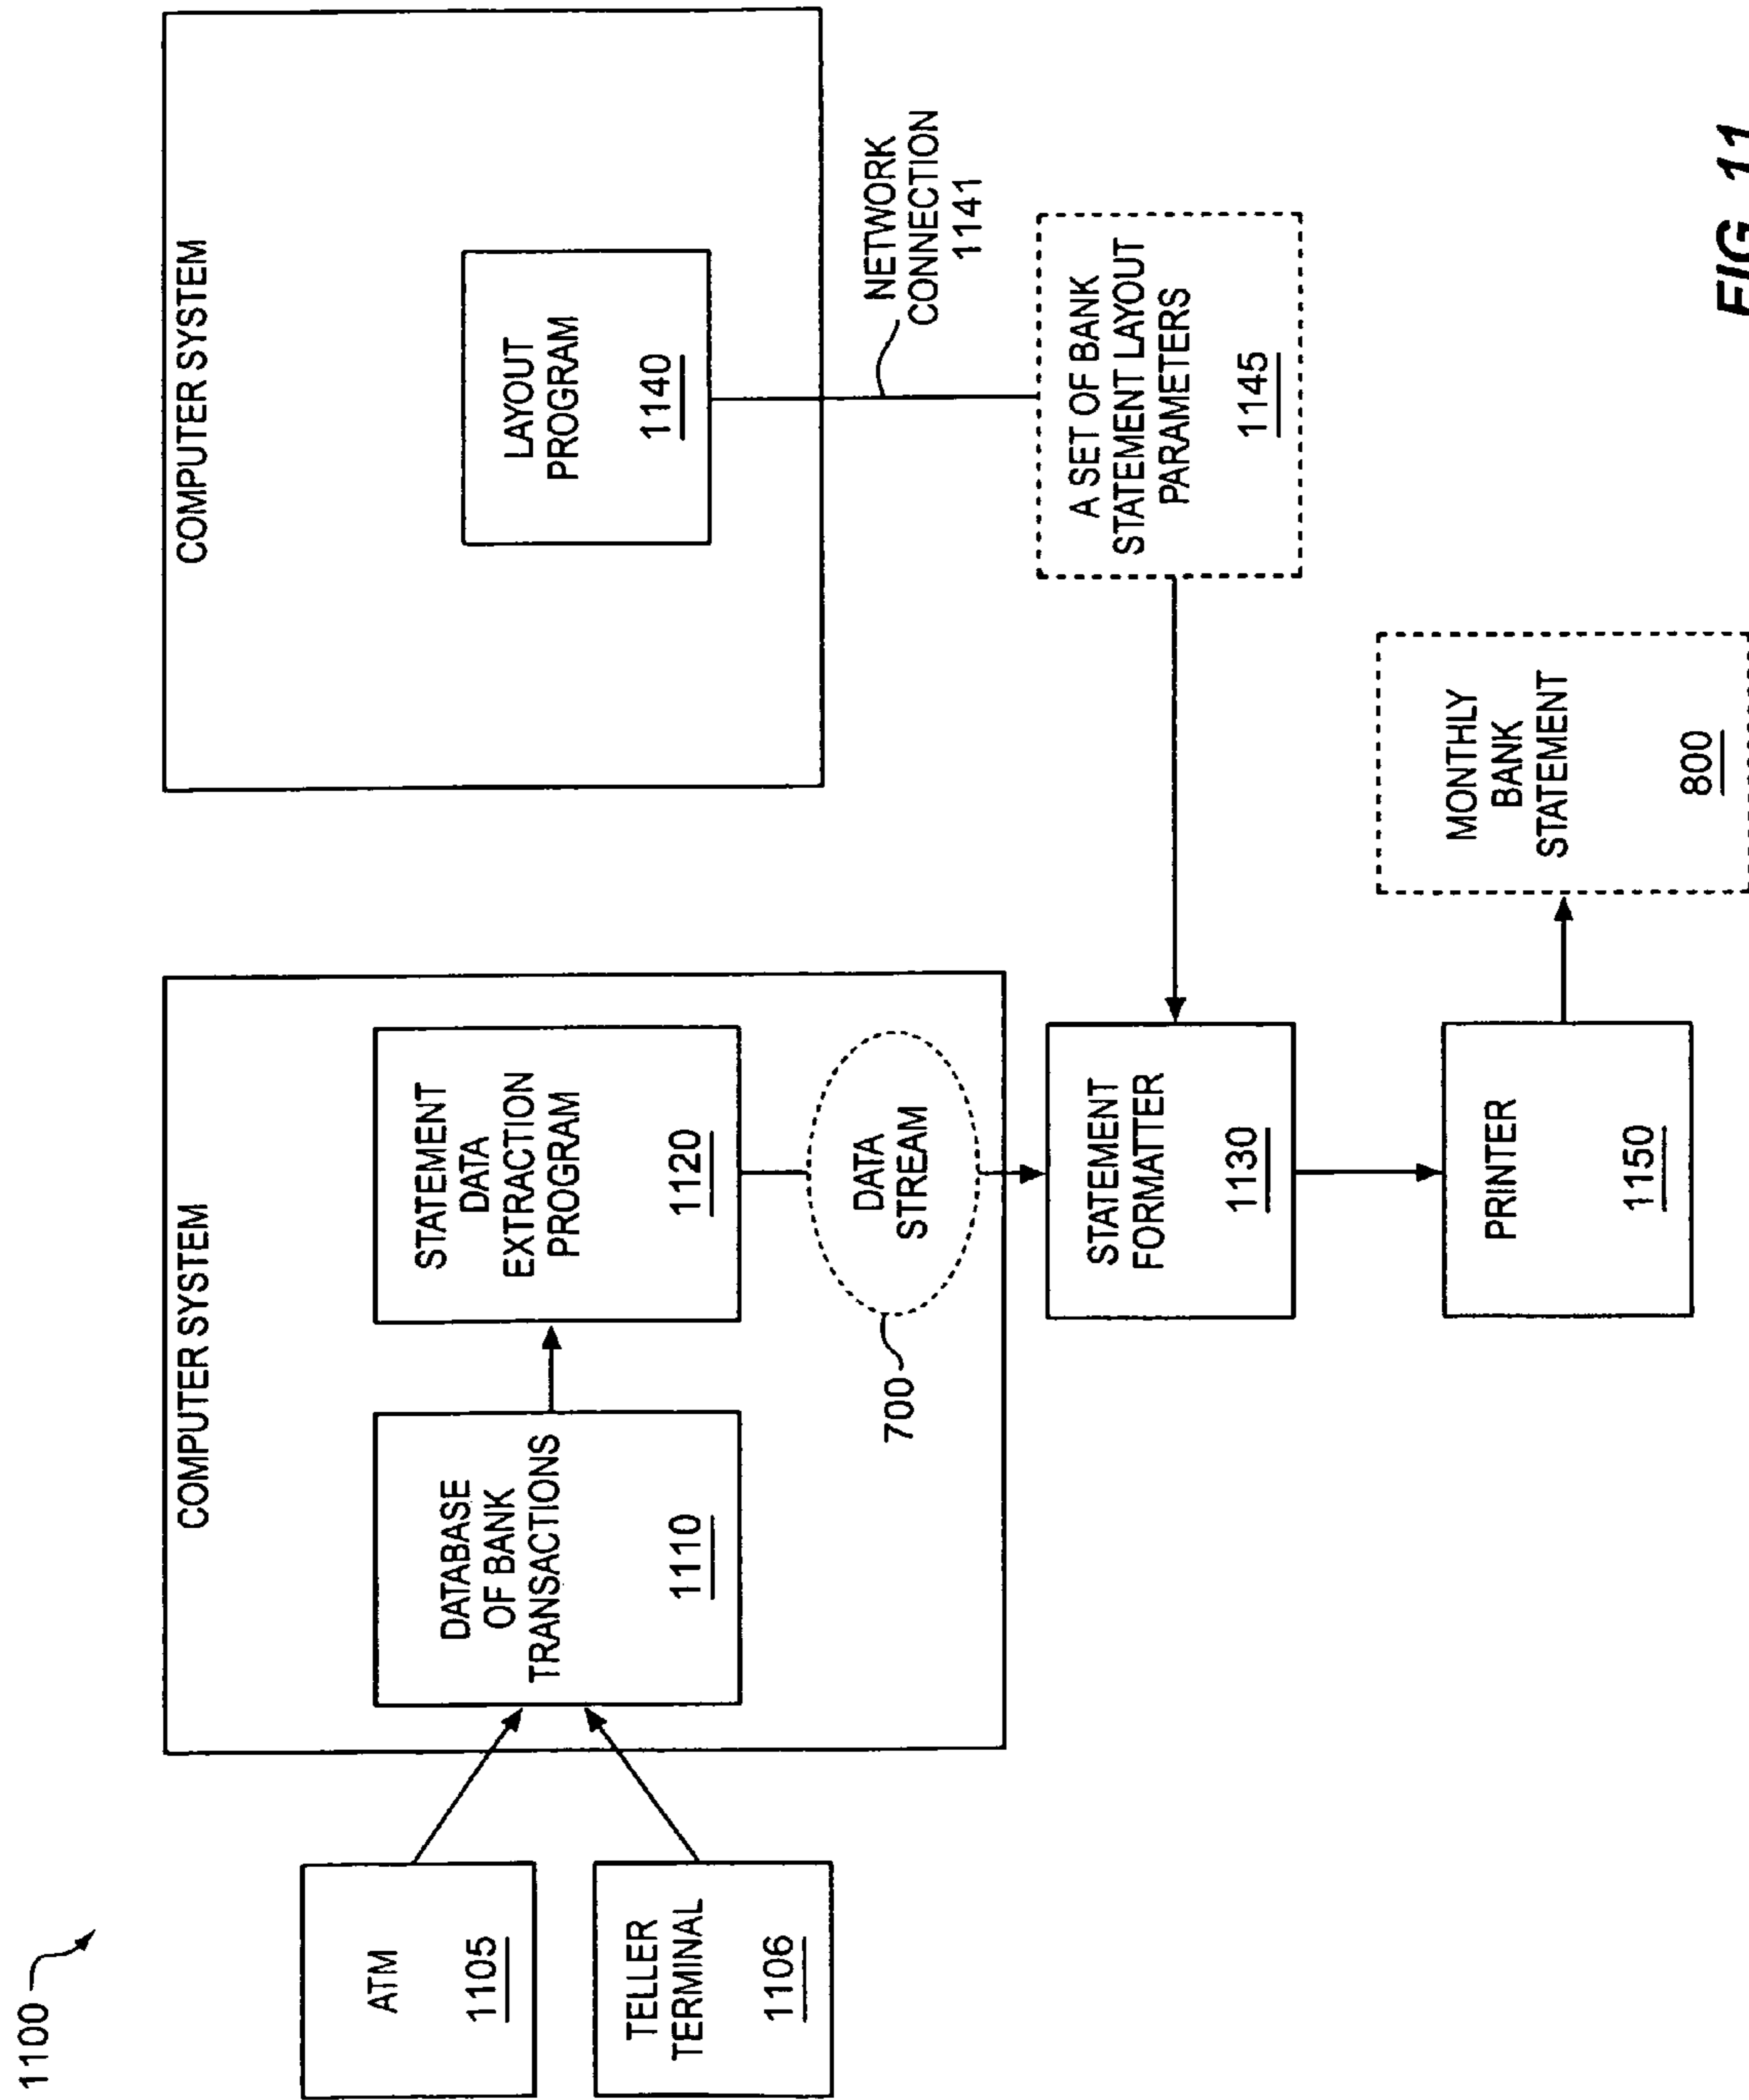 1100
COMPUTER SYSTEM
COMPUTER SYSTEM
ATM
1105
TELLER
TERMINAL
1106
DATABASE
OF BANK
TRANSACTIONS
1110
STATEMENT
DATA
EXTRACTION
PROGRAM
1120
LAYOUT
PROGRAM
1140
700
DATA
STREAM
NETWORK
CONNECTION
1141
STATEMENT
FORMATTER
1130
A SET OF BANK
STATEMENT LAYOUT
PARAMETERS
1145
PRINTER
1150
MONTHLY
BANK
STATEMENT
800
FIG. 11